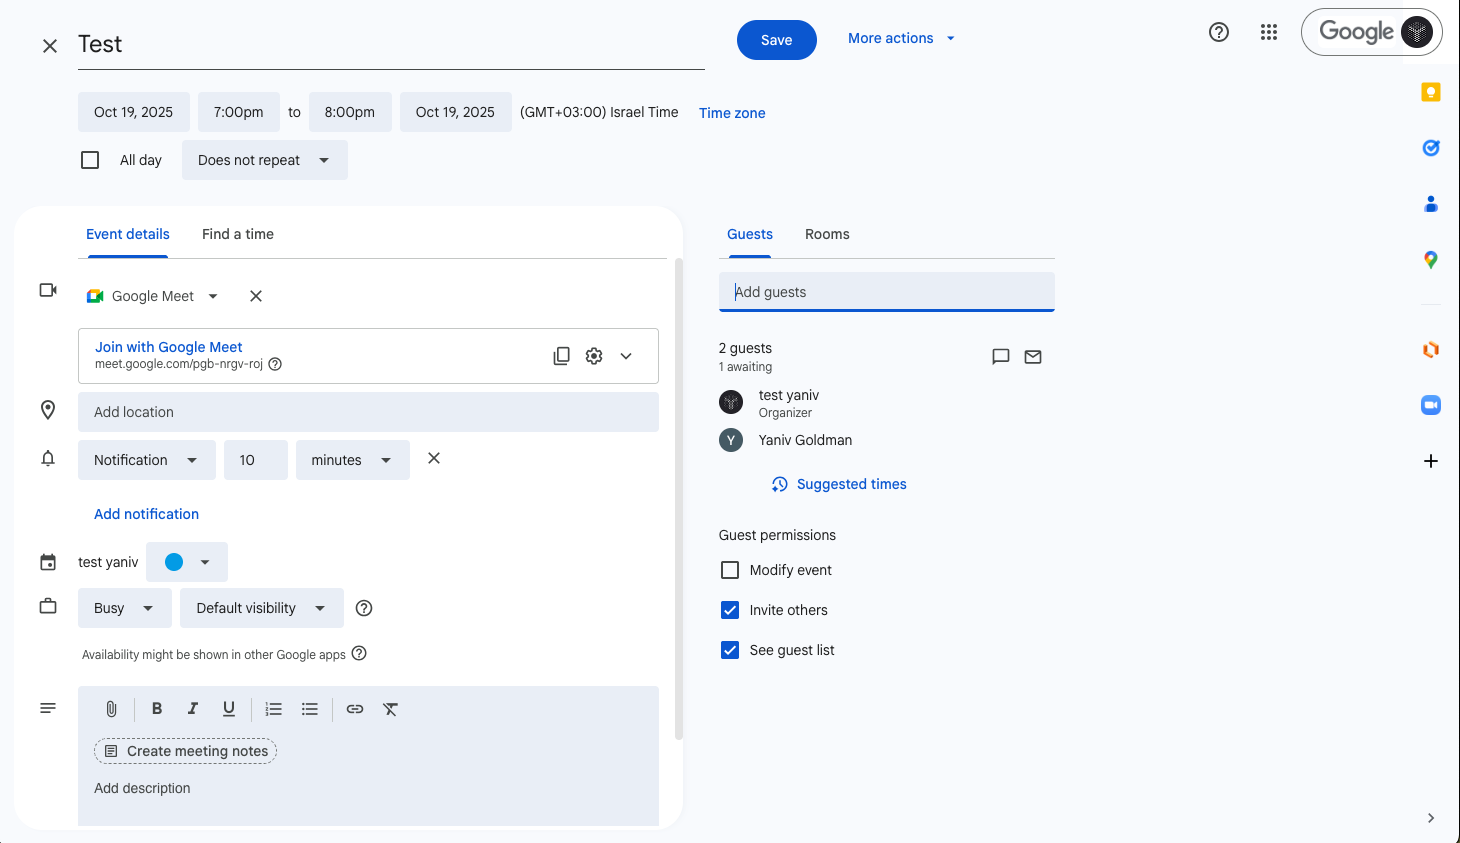 Test
Save
More actions
Google
Oct 19, 2025 7:00pm to 8:00pm Oct 19, 2025 (GMT+03:00) Israel Time Time zone
All day Does not repeat
Event details Find a time
Google Meet
Join with Google Meet
meet.google.com/pgb-nrgv-roj
Add location
Notification 10 minutes
Add notification
test yaniv
Busy Default visibility
Availability might be shown in other Google apps
B I U
Create meeting notes
Add description
Guests Rooms
Add guests
2 guests
1 awaiting
test yaniv
Organizer
Y Yaniv Goldman
Suggested times
Guest permissions
Modify event
Invite others
See guest list